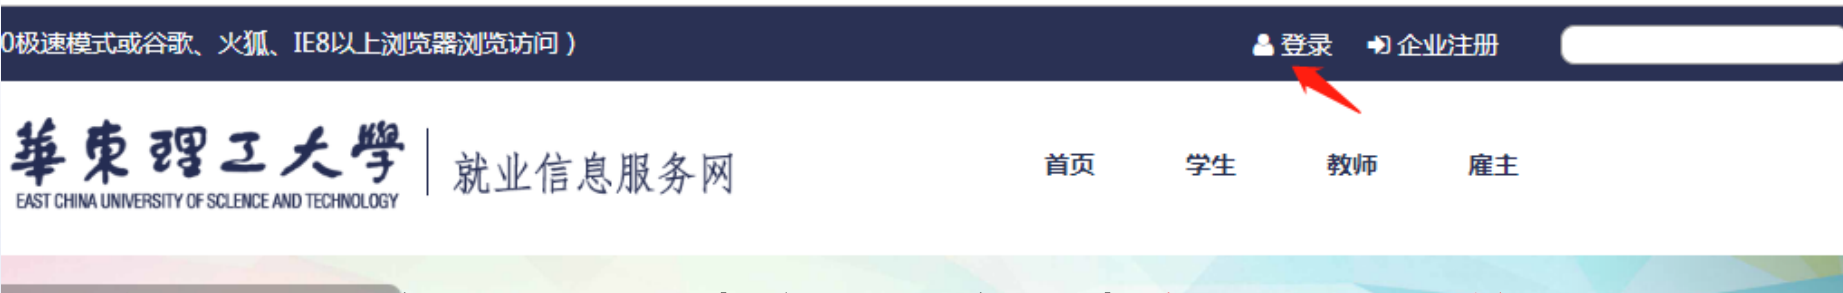 0极速模式或谷歌、火狐、IE8以上浏览器浏览访问）
登录 企业注册
華東理工大學
EAST CHINA UNIVERSITY OF SCLENCE AND TECHNOLOGY
就业信息服务网
首页 学生 教师 雇主